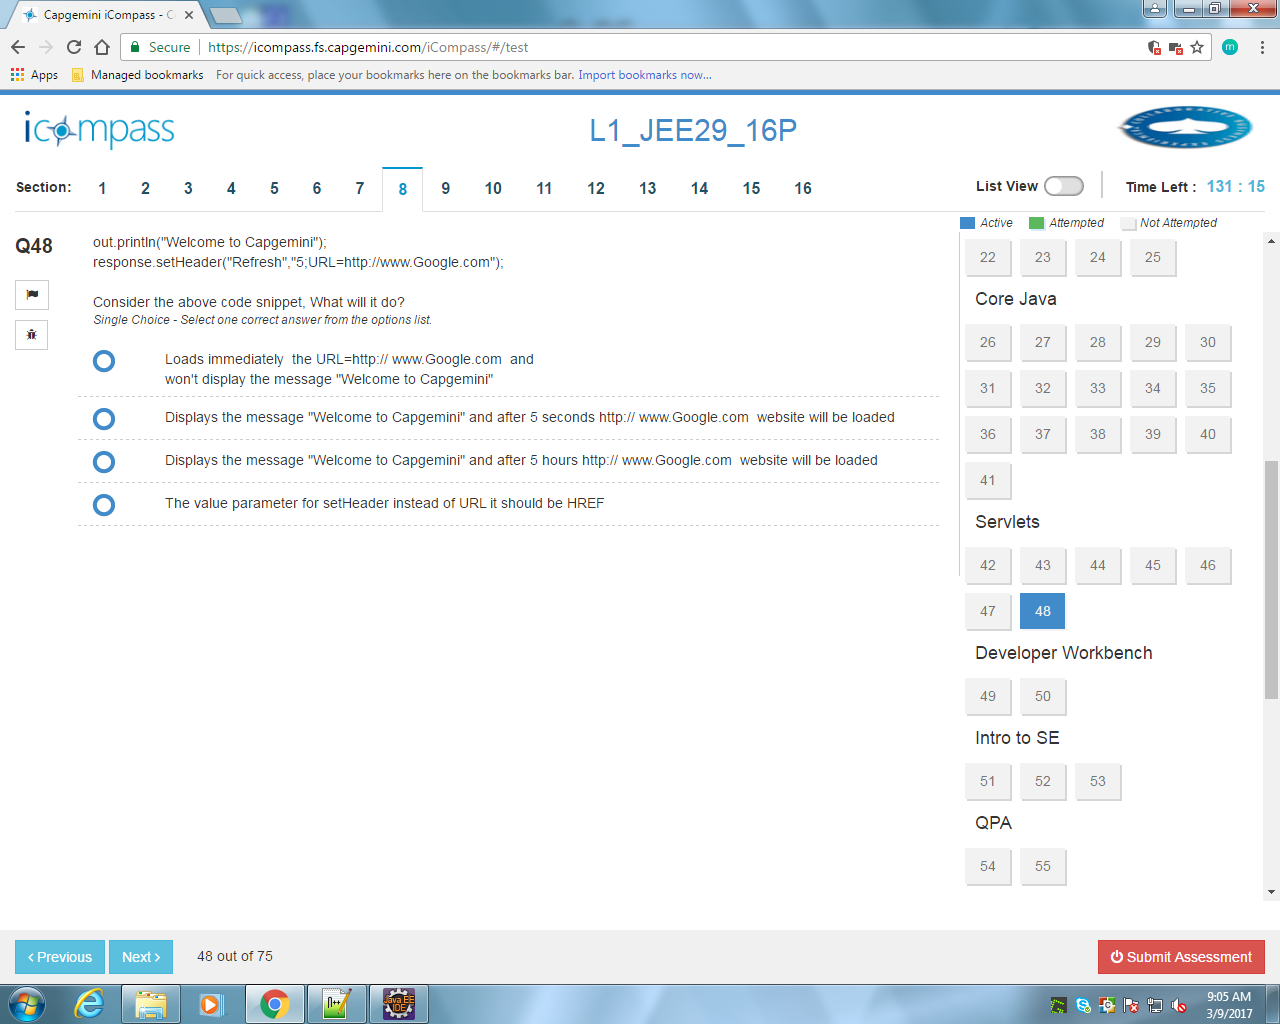 Capgemini iCompass - C
Secure
https://icompass.fs.capgemini.com/iCompass/#/test
m
Apps
Managed bookmarks
For quick access, place your bookmarks here on the bookmarks bar. Import bookmarks now...
icompass
L1_JEE29_16P
Section: 1 2 3 4 5 6 7 8 9 10 11 12 13 14 15 16
List View
Time Left : 131 : 15
Active Attempted Not Attempted
Q48
out.println("Welcome to Capgemini");
response.setHeader("Refresh","5;URL=http://www.Google.com");
Consider the above code snippet, What will it do?
Single Choice - Select one correct answer from the options list.
Loads immediately the URL=http:// www.Google.com and
won't display the message "Welcome to Capgemini"
Displays the message "Welcome to Capgemini" and after 5 seconds http:// www.Google.com website will be loaded
Displays the message "Welcome to Capgemini" and after 5 hours http:// www.Google.com website will be loaded
The value parameter for setHeader instead of URL it should be HREF
22 23 24 25
Core Java
26 27 28 29 30
31 32 33 34 35
36 37 38 39 40
41
Servlets
42 43 44 45 46
47 48
Developer Workbench
49 50
Intro to SE
51 52 53
QPA
54 55
‹ Previous
Next ›
48 out of 75
Submit Assessment
Java EE
IDE
9:05 AM
3/9/2017